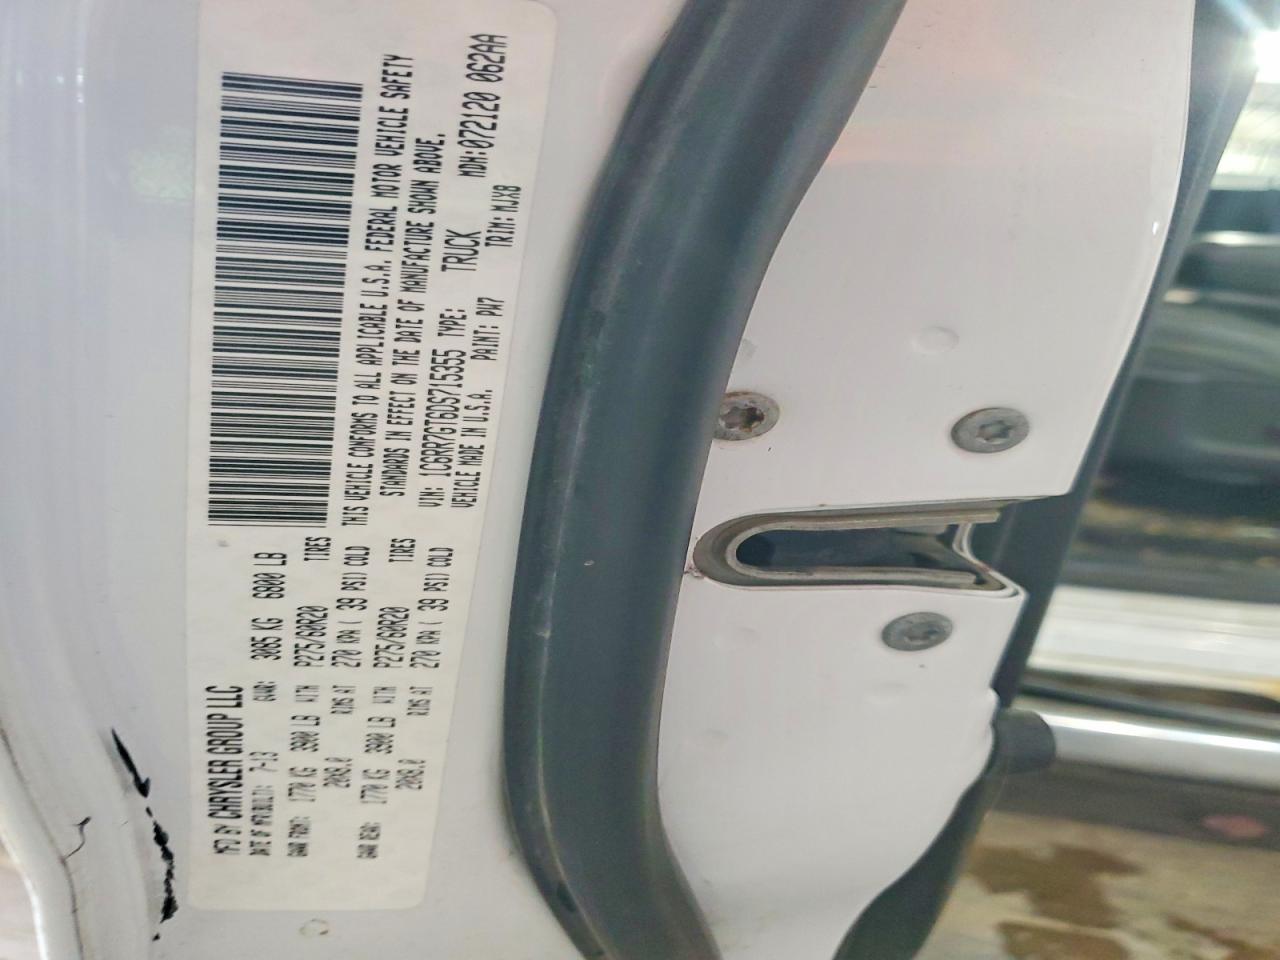 MFD BY CHRYSLER GROUP LLC
DATE OF MFR/BUILT: 7-13 GVWR: 3085 KG 6800 LB
GAWR FRONT: 1770 KG 3900 LB WITH P275/60R20 TIRES
20X9.0 RIMS AT 270 KPA ( 39 PSI) COLD
GAWR REAR: 1770 KG 3900 LB WITH P275/60R20 TIRES
20X9.0 RIMS AT 270 KPA ( 39 PSI) COLD
THIS VEHICLE CONFORMS TO ALL APPLICABLE U.S.A. FEDERAL MOTOR VEHICLE SAFETY
STANDARDS IN EFFECT ON THE DATE OF MANUFACTURE SHOWN ABOVE.
VIN: 1C6RR7GT6DS715355 TYPE: TRUCK MDH:072120 062AA
VEHICLE MADE IN U.S.A. PAINT: PW7 TRIM: MJX8